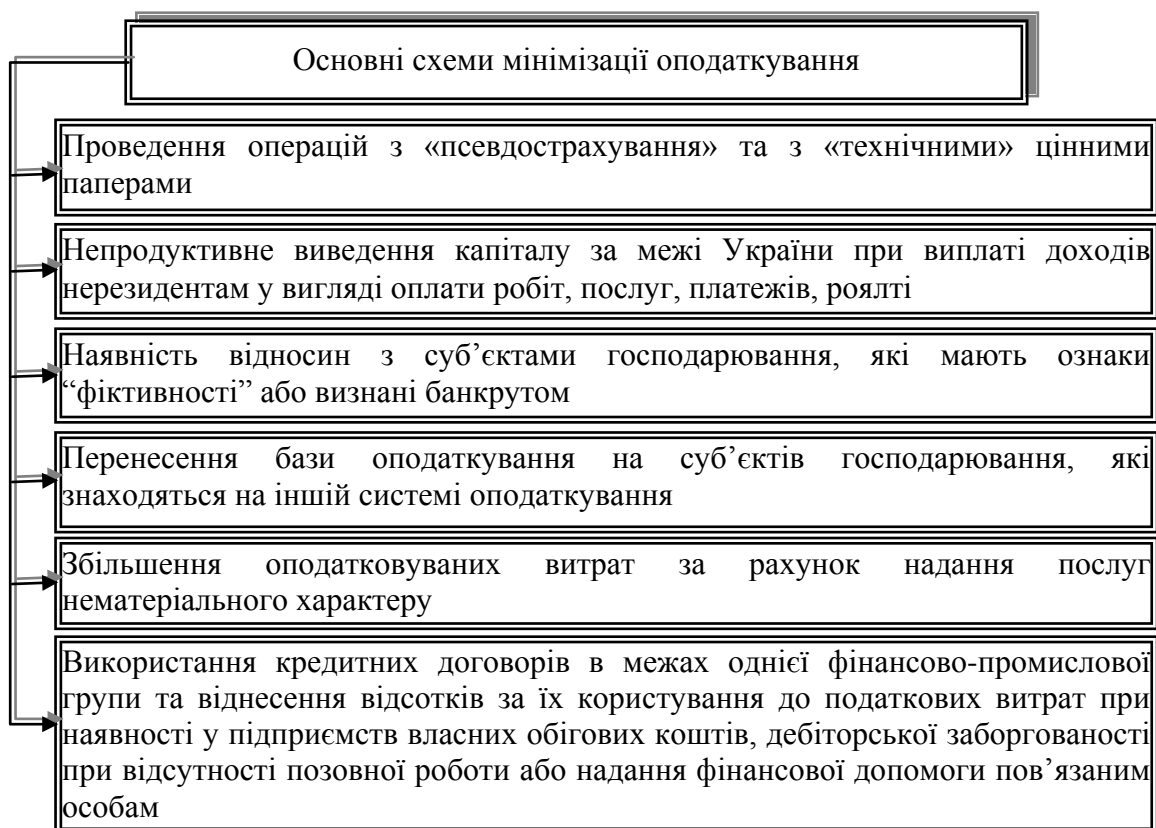 Основні схеми мінімізації оподаткування
Проведення операцій з «псевдострахування» та з «технічними» цінними
паперами
Непродуктивне виведення капіталу за межі України при виплаті доходів
нерезидентам у вигляді оплати робіт, послуг, платежів, роялті
Наявність відносин з суб’єктами господарювання, які мають ознаки
“фіктивності” або визнані банкрутом
Перенесення бази оподаткування на суб’єктів господарювання, які
знаходяться на іншій системі оподаткування
Збільшення оподатковуваних витрат за рахунок надання послуг
нематеріального характеру
Використання кредитних договорів в межах однієї фінансово-промислової
групи та віднесення відсотків за їх користування до податкових витрат при
наявності у підприємств власних обігових коштів, дебіторської заборгованості
при відсутності позовної роботи або надання фінансової допомоги пов’язаним
особам